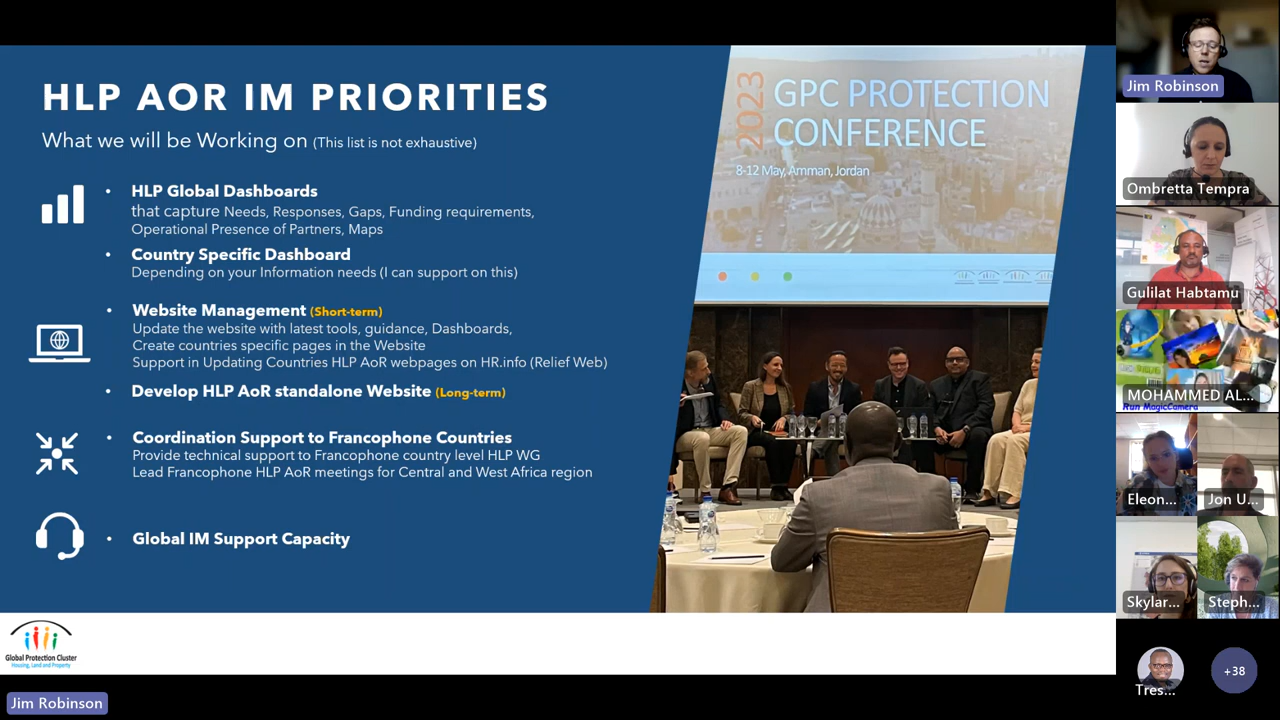 HLP AOR IM PRIORITIES
What we will be Working on (This list is not exhaustive)
• HLP Global Dashboards
that capture Needs, Responses, Gaps, Funding requirements,
Operational Presence of Partners, Maps
• Country Specific Dashboard
Depending on your Information needs (I can support on this)
• Website Management (Short-term)
Update the website with latest tools, guidance, Dashboards,
Create countries specific pages in the Website
Support in Updating Countries HLP AoR webpages on HR.info (Relief Web)
• Develop HLP AoR standalone Website (Long-term)
• Coordination Support to Francophone Countries
Provide technical support to Francophone country level HLP WG
Lead Francophone HLP AoR meetings for Central and West Africa region
• Global IM Support Capacity
2023
GPC PROTECTION
CONFERENCE
8-12 May, Amman, Jordan
Global Protection Cluster
Housing, Land and Property
Jim Robinson
Jim Robinson
Ombretta Tempra
Gulilat Habtamu
MOHAMMED AL...
Run MagicCamera
Eleon...
Jon U...
Skylar...
Steph...
Tres...
+38